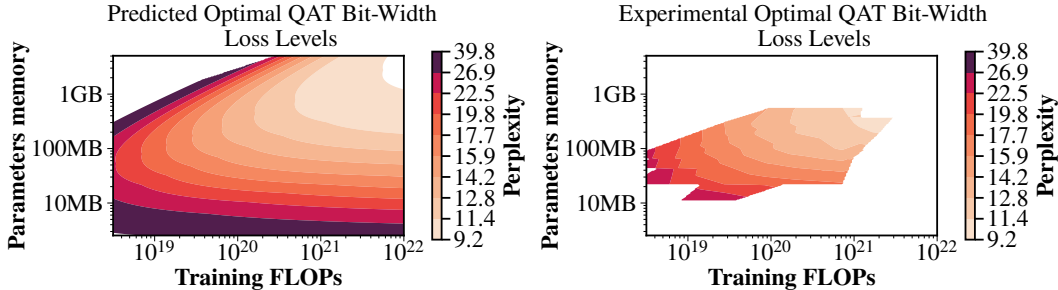 Predicted Optimal QAT Bit-Width
Loss Levels
Parameters memory
1GB
100MB
10MB
10^19
10^20
10^21
10^22
Training FLOPs
39.8
26.9
22.5
19.8
17.7
15.9
14.2
12.8
11.4
9.2
Perplexity
Experimental Optimal QAT Bit-Width
Loss Levels
Parameters memory
1GB
100MB
10MB
10^19
10^20
10^21
10^22
Training FLOPs
39.8
26.9
22.5
19.8
17.7
15.9
14.2
12.8
11.4
9.2
Perplexity